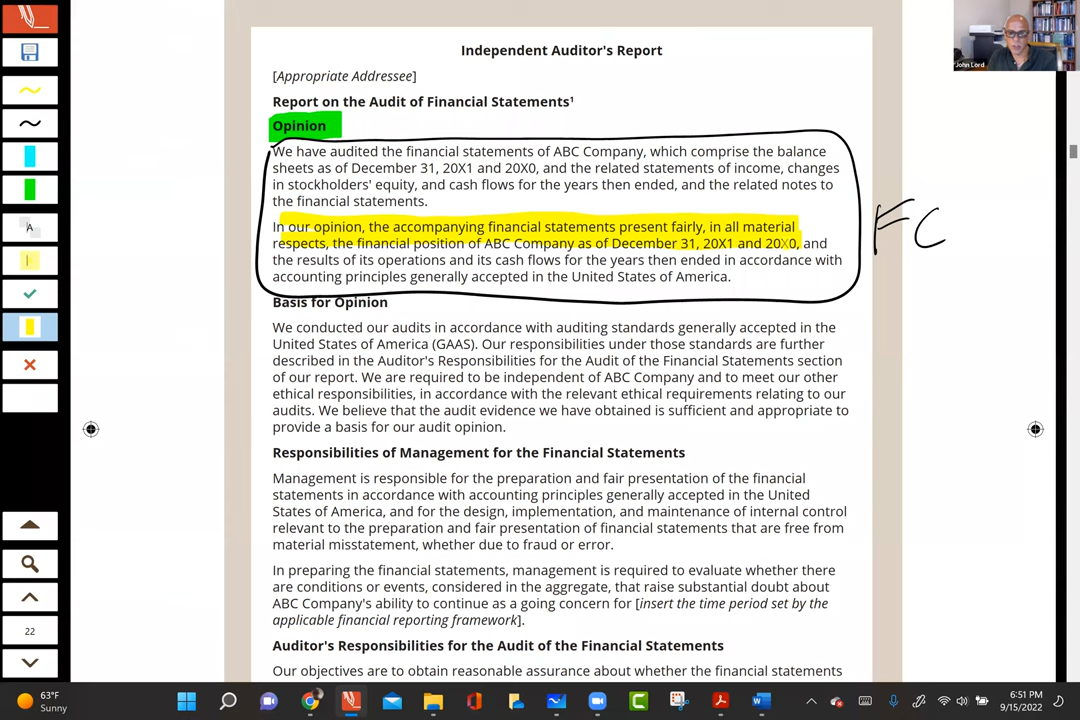 Independent Auditor's Report
[Appropriate Addressee]
Report on the Audit of Financial Statements¹
Opinion
We have audited the financial statements of ABC Company, which comprise the balance
sheets as of December 31, 20X1 and 20X0, and the related statements of income, changes
in stockholders' equity, and cash flows for the years then ended, and the related notes to
the financial statements.
In our opinion, the accompanying financial statements present fairly, in all material
respects, the financial position of ABC Company as of December 31, 20X1 and 20X0, and
the results of its operations and its cash flows for the years then ended in accordance with
accounting principles generally accepted in the United States of America.
FC
Basis for Opinion
We conducted our audits in accordance with auditing standards generally accepted in the
United States of America (GAAS). Our responsibilities under those standards are further
described in the Auditor's Responsibilities for the Audit of the Financial Statements section
of our report. We are required to be independent of ABC Company and to meet our other
ethical responsibilities, in accordance with the relevant ethical requirements relating to our
audits. We believe that the audit evidence we have obtained is sufficient and appropriate to
provide a basis for our audit opinion.
Responsibilities of Management for the Financial Statements
Management is responsible for the preparation and fair presentation of the financial
statements in accordance with accounting principles generally accepted in the United
States of America, and for the design, implementation, and maintenance of internal control
relevant to the preparation and fair presentation of financial statements that are free from
material misstatement, whether due to fraud or error.
In preparing the financial statements, management is required to evaluate whether there
are conditions or events, considered in the aggregate, that raise substantial doubt about
ABC Company's ability to continue as a going concern for [insert the time period set by the
applicable financial reporting framework].
Auditor's Responsibilities for the Audit of the Financial Statements
Our objectives are to obtain reasonable assurance about whether the financial statements
John Lord
A
22
63°F
Sunny
6:51 PM
9/15/2022